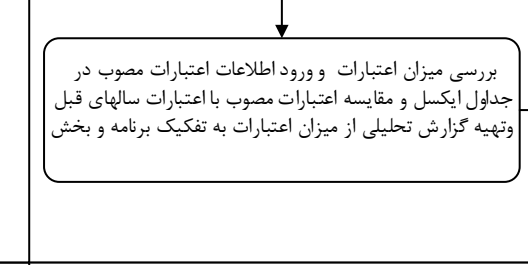 بررسی میزان اعتبارات و ورود اطلاعات اعتبارات مصوب در
جداول ایکسل و مقایسه اعتبارات مصوب با اعتبارات سالهای قبل
وتهیه گزارش تحلیلی از میزان اعتبارات به تفکیک برنامه و بخش